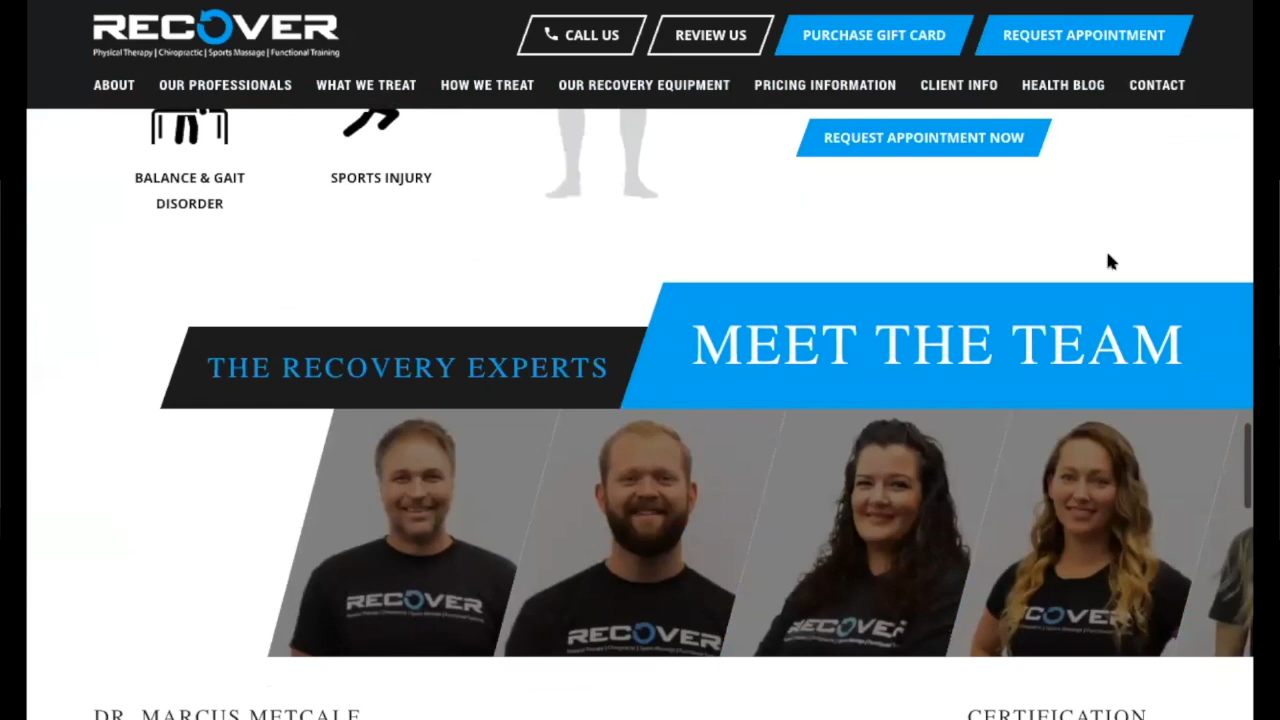 RECOVER
Physical Therapy | Chiropractic | Sports Massage | Functional Training
CALL US
REVIEW US
PURCHASE GIFT CARD
REQUEST APPOINTMENT
ABOUT
OUR PROFESSIONALS
WHAT WE TREAT
HOW WE TREAT
OUR RECOVERY EQUIPMENT
PRICING INFORMATION
CLIENT INFO
HEALTH BLOG
CONTACT
REQUEST APPOINTMENT NOW
BALANCE & GAIT
DISORDER
SPORTS INJURY
THE RECOVERY EXPERTS
MEET THE TEAM
RECOVER
RECOVER
RECOVER
RECOVER
DR. MARCUS METCALF
CERTIFICATION